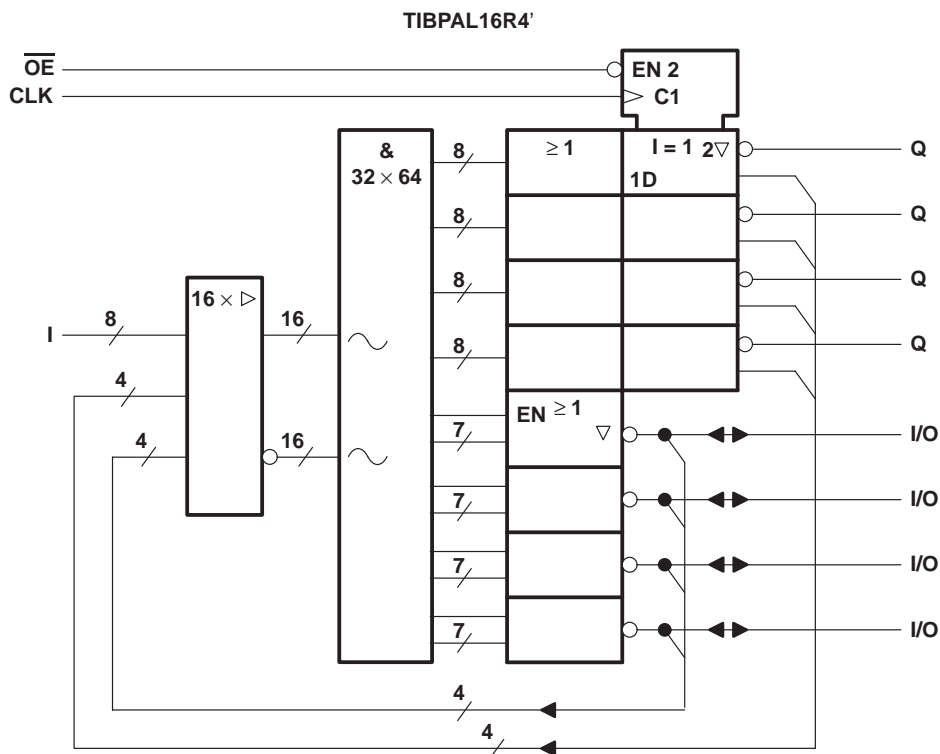 TIBPAL16R4’
OE
CLK
EN 2
C1
&
32 × 64
8
≥ 1
I = 1 2▽
1D
Q
8
Q
8
Q
8
Q
16 × ▷
I
8
16
4
EN ≥ 1
▽
7
I/O
4
16
7
I/O
7
I/O
7
I/O
4
4